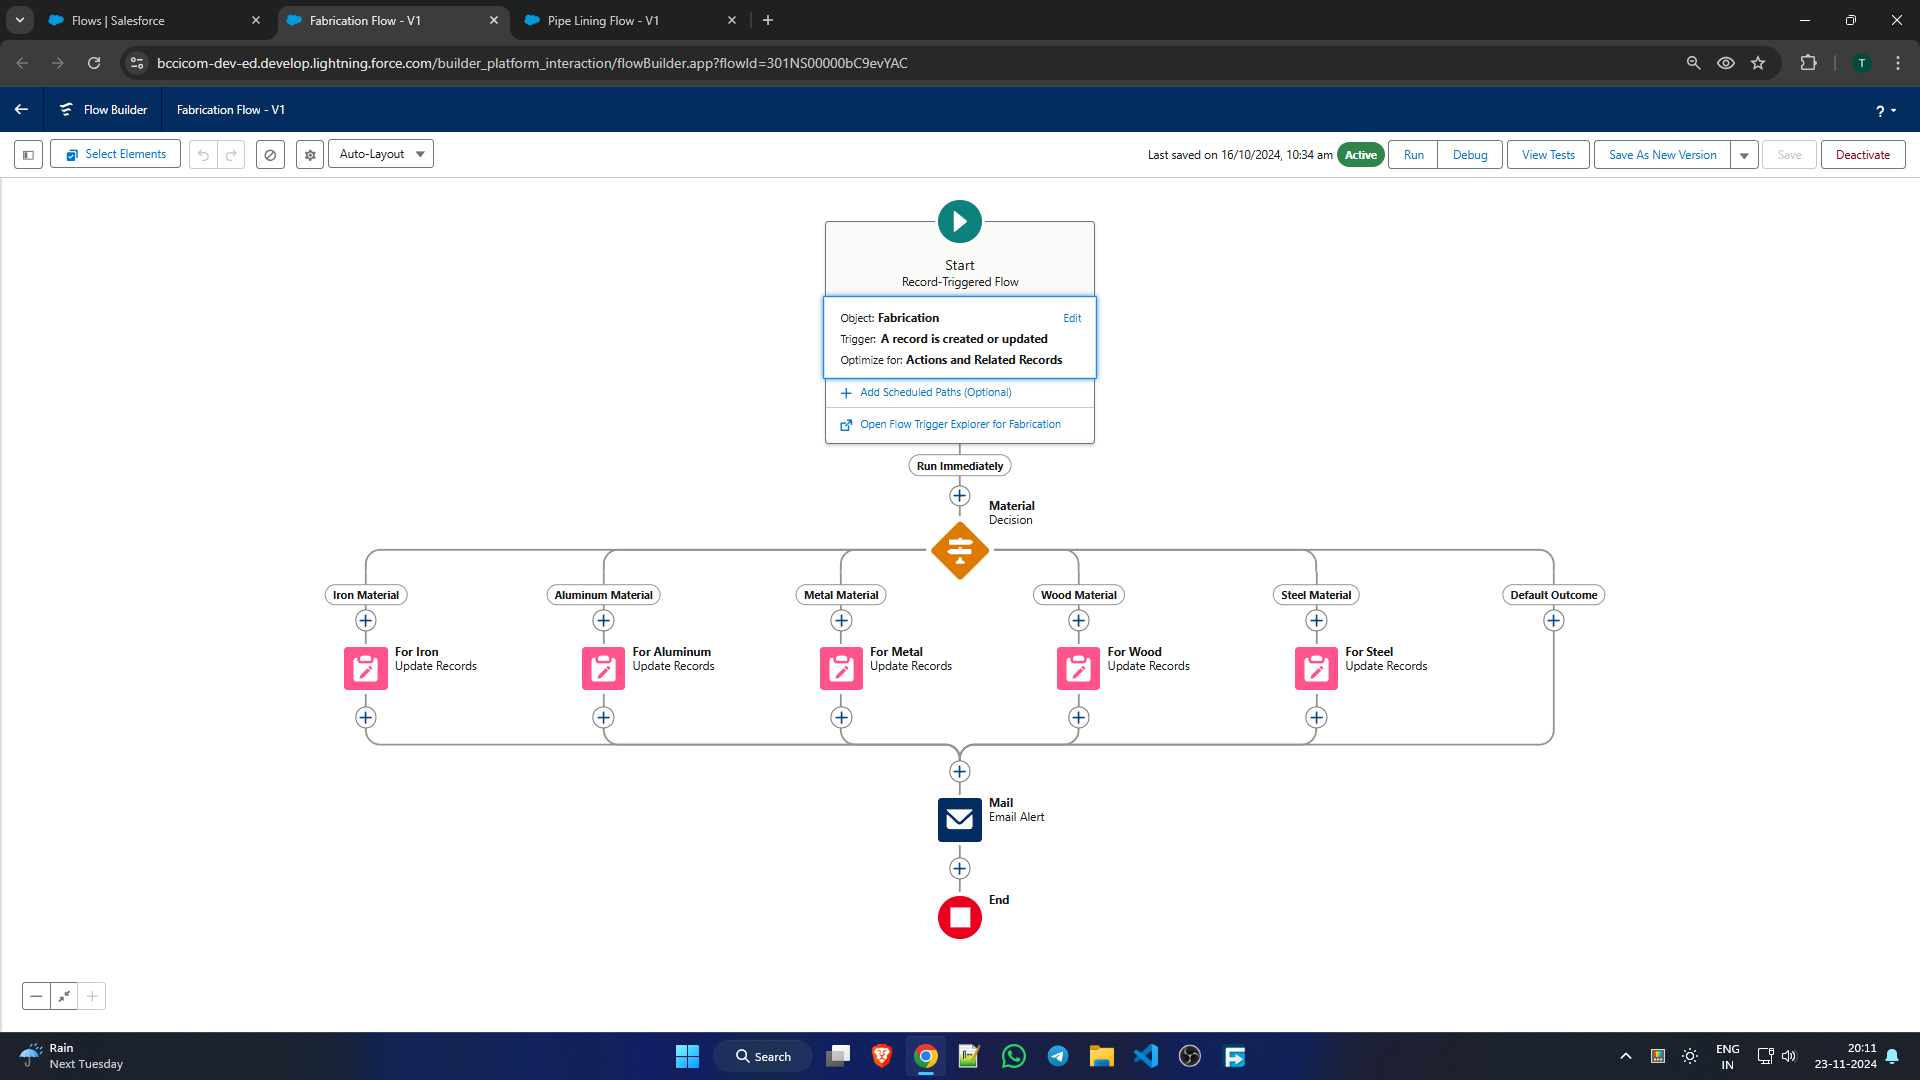 Flows | Salesforce
Fabrication Flow - V1
Pipe Lining Flow - V1
bccicom-dev-ed.develop.lightning.force.com/builder_platform_interaction/flowBuilder.app?flowId=301NS00000bC9evYAC
T
Flow Builder
Fabrication Flow - V1
?
Select Elements
Auto-Layout
Last saved on 16/10/2024, 10:34 am
Active
Run
Debug
View Tests
Save As New Version
Save
Deactivate
Start
Record-Triggered Flow
Object: Fabrication
Edit
Trigger: A record is created or updated
Optimize for: Actions and Related Records
Add Scheduled Paths (Optional)
Open Flow Trigger Explorer for Fabrication
Run Immediately
Material
Decision
Iron Material
Aluminum Material
Metal Material
Wood Material
Steel Material
Default Outcome
For Iron
Update Records
For Aluminum
Update Records
For Metal
Update Records
For Wood
Update Records
For Steel
Update Records
Mail
Email Alert
End
Rain
Next Tuesday
Search
ENG
IN
20:11
23-11-2024